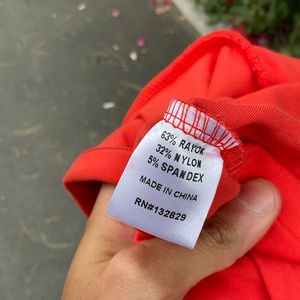 63% RAYON
32% NYLON
5% SPANDEX
MADE IN CHINA
RN#132829